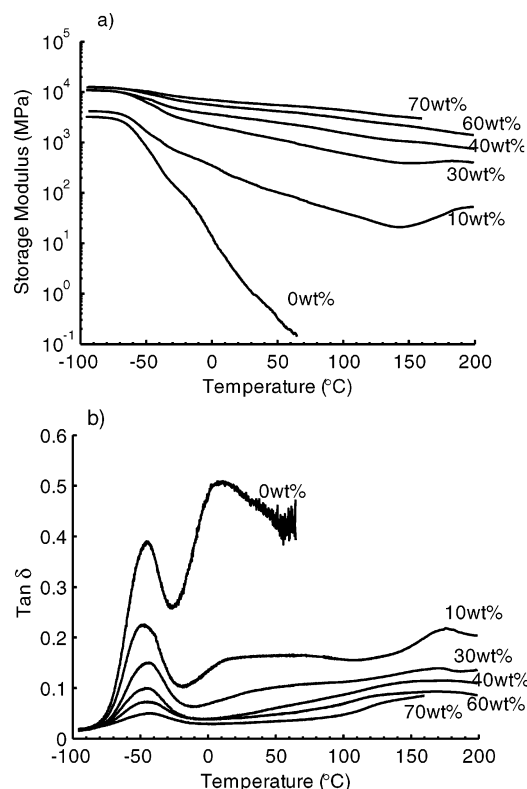 a)
10⁵
10⁴
10³
10²
10¹
10⁰
10⁻¹
Storage Modulus (MPa)
70wt%
60wt%
40wt%
30wt%
10wt%
0wt%
-100
-50
0
50
100
150
200
Temperature (°C)
b)
0.6
0.5
0.4
0.3
0.2
0.1
0
Tan δ
0wt%
10wt%
30wt%
40wt%
60wt%
70wt%
-100
-50
0
50
100
150
200
Temperature (°C)